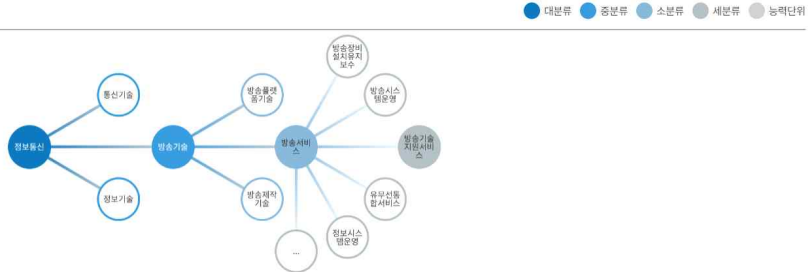 대분류 중분류 소분류 세분류 능력단위
방송장비
설치유지
보수
통신기술
방송플랫
폼기술
방송시스
템운영
정보통신
방송기술
방송서비
스
방송기술
지원서비
스
정보기술
방송제작
기술
유무선통
합서비스
정보시스
템운영
...